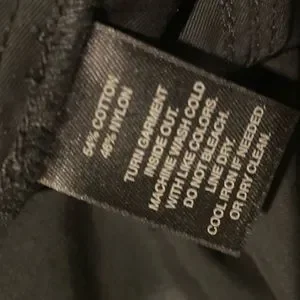 54% COTTON
46% NYLON
TURN GARMENT
INSIDE OUT.
MACHINE WASH COLD
WITH LIKE COLORS.
DO NOT BLEACH.
LINE DRY.
COOL IRON IF NEEDED.
OR DRY CLEAN.